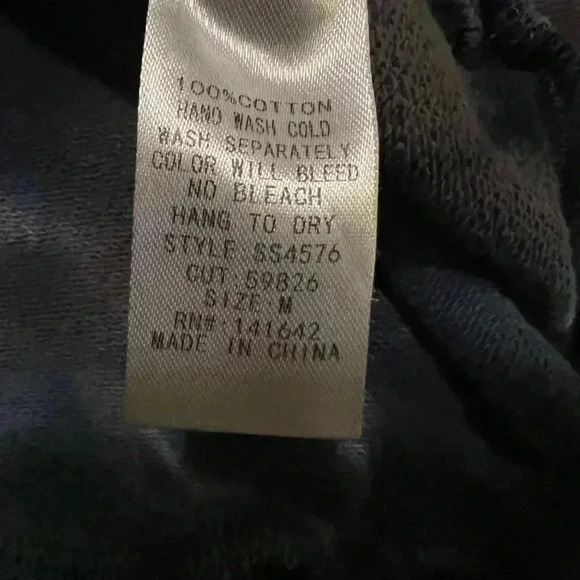 100%COTTON
HAND WASH COLD
WASH SEPARATELY
COLOR WILL BLEED
NO BLEACH
HANG TO DRY
STYLE SS4576
CUT 59826
SIZE M
RN#: 141642
MADE IN CHINA